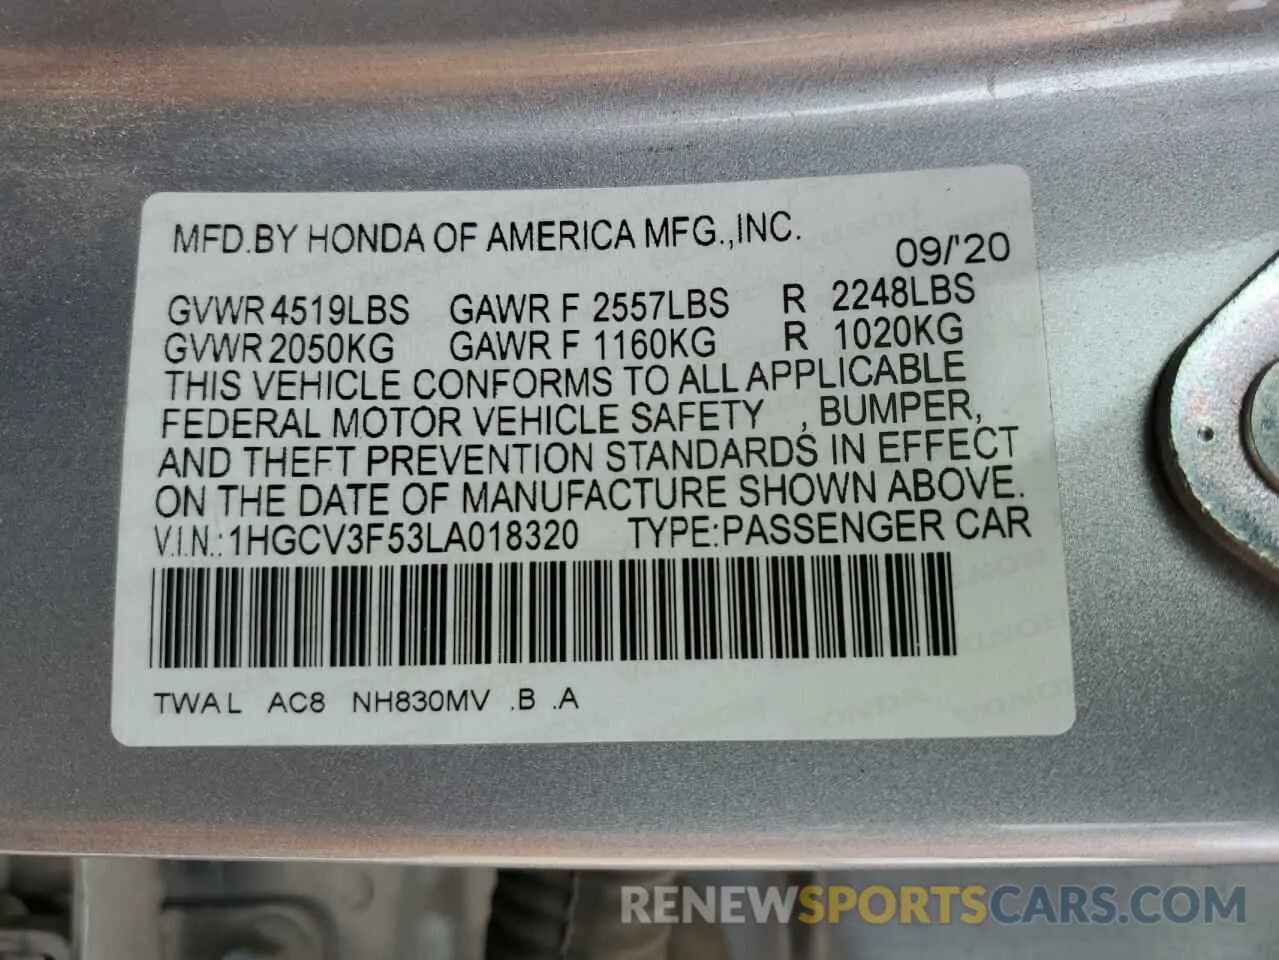 MFD.BY HONDA OF AMERICA MFG.,INC.
09/'20
GVWR 4519LBS GAWR F 2557LBS R 2248LBS
GVWR 2050KG GAWR F 1160KG R 1020KG
THIS VEHICLE CONFORMS TO ALL APPLICABLE
FEDERAL MOTOR VEHICLE SAFETY , BUMPER,
AND THEFT PREVENTION STANDARDS IN EFFECT
ON THE DATE OF MANUFACTURE SHOWN ABOVE.
V.I.N.:1HGCV3F53LA018320 TYPE:PASSENGER CAR
TWAL AC8 NH830MV .B .A
RENEWSPORTSCARS.COM